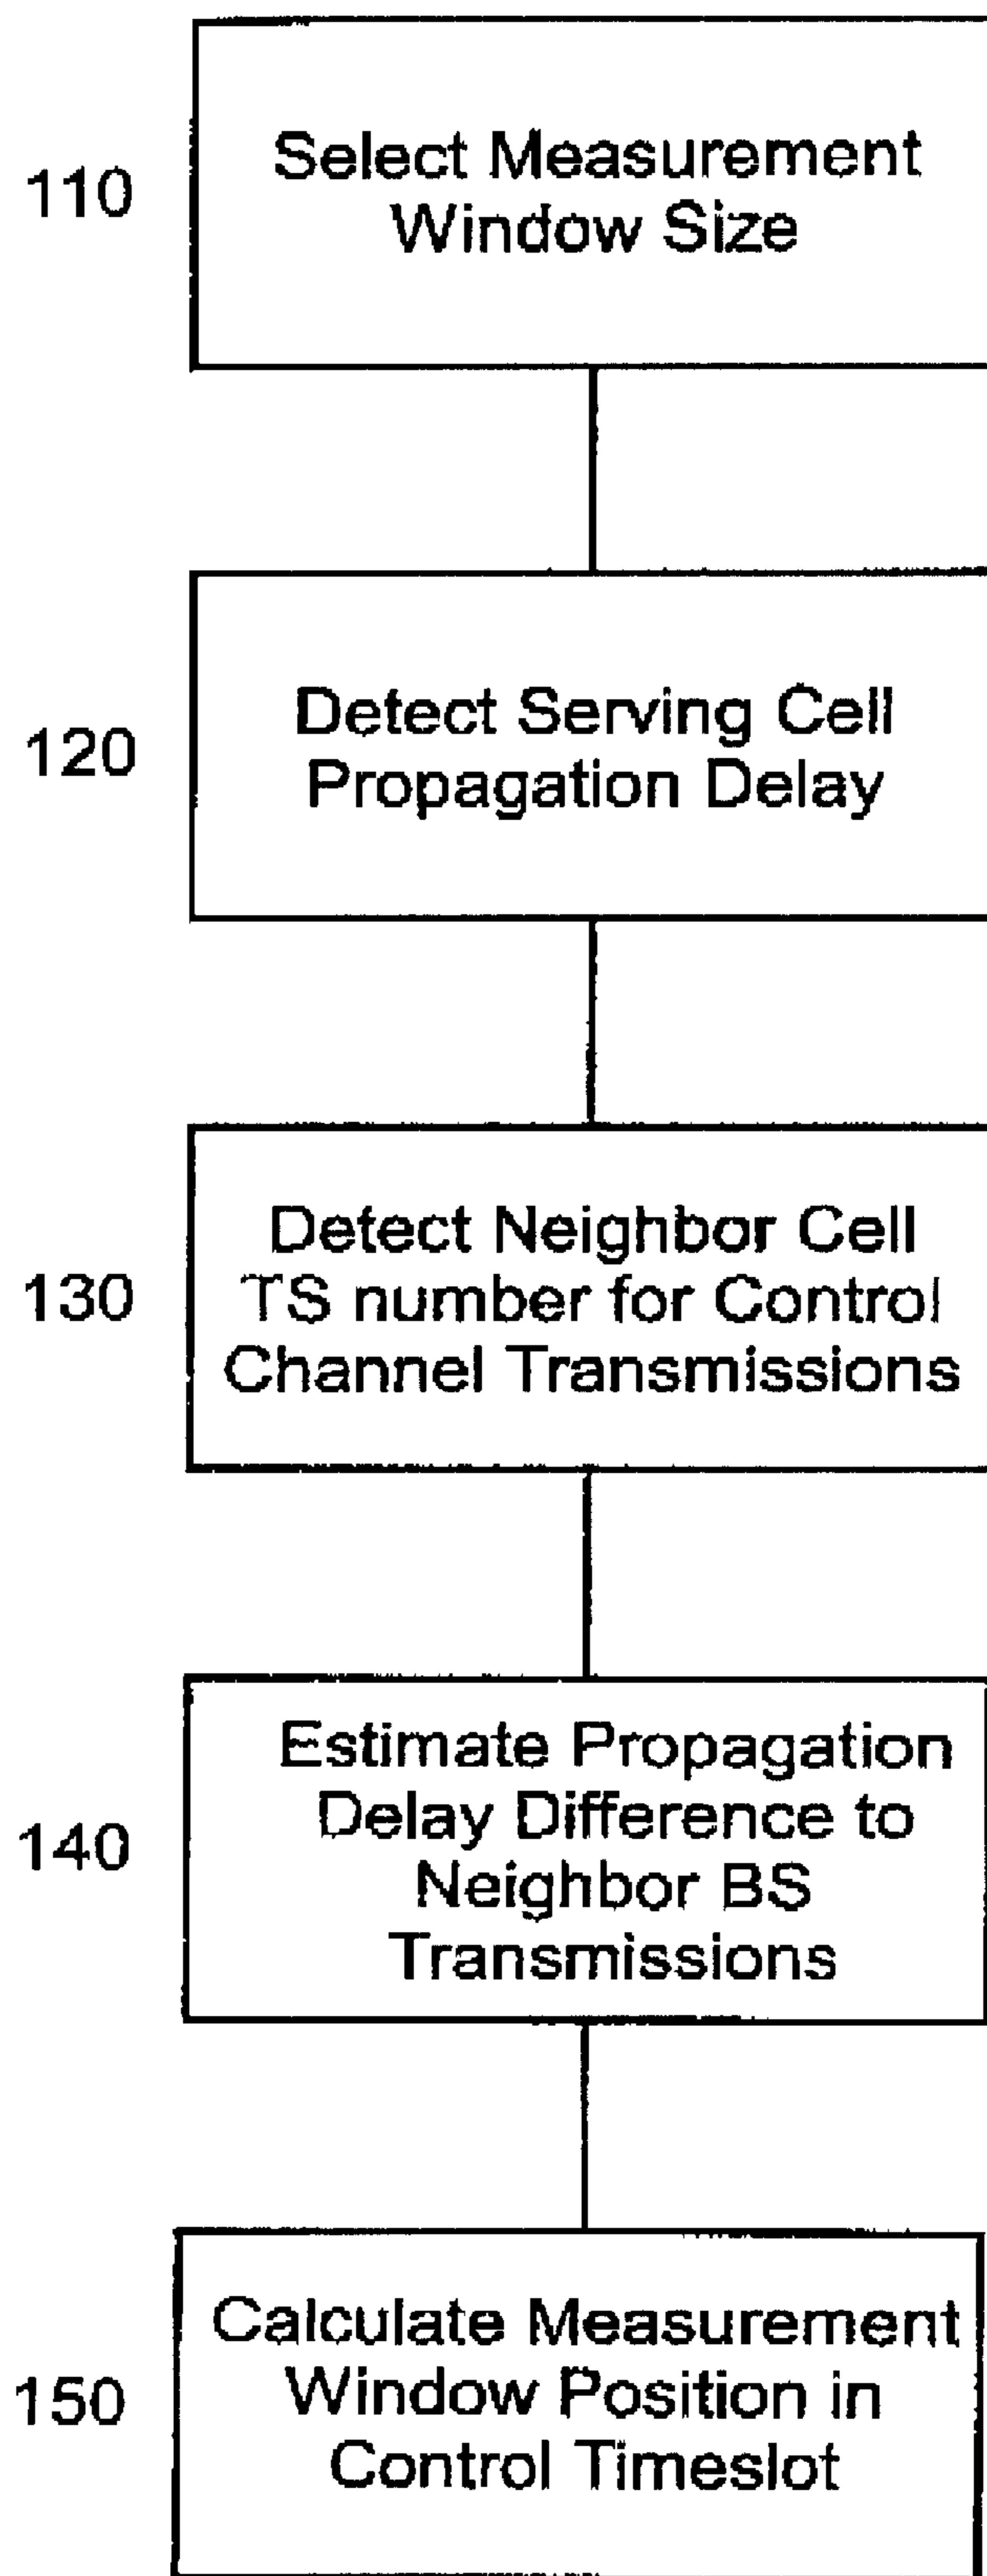 110
Select Measurement
Window Size
120
Detect Serving Cell
Propagation Delay
130
Detect Neighbor Cell
TS number for Control
Channel Transmissions
140
Estimate Propagation
Delay Difference to
Neighbor BS
Transmissions
150
Calculate Measurement
Window Position in
Control Timeslot